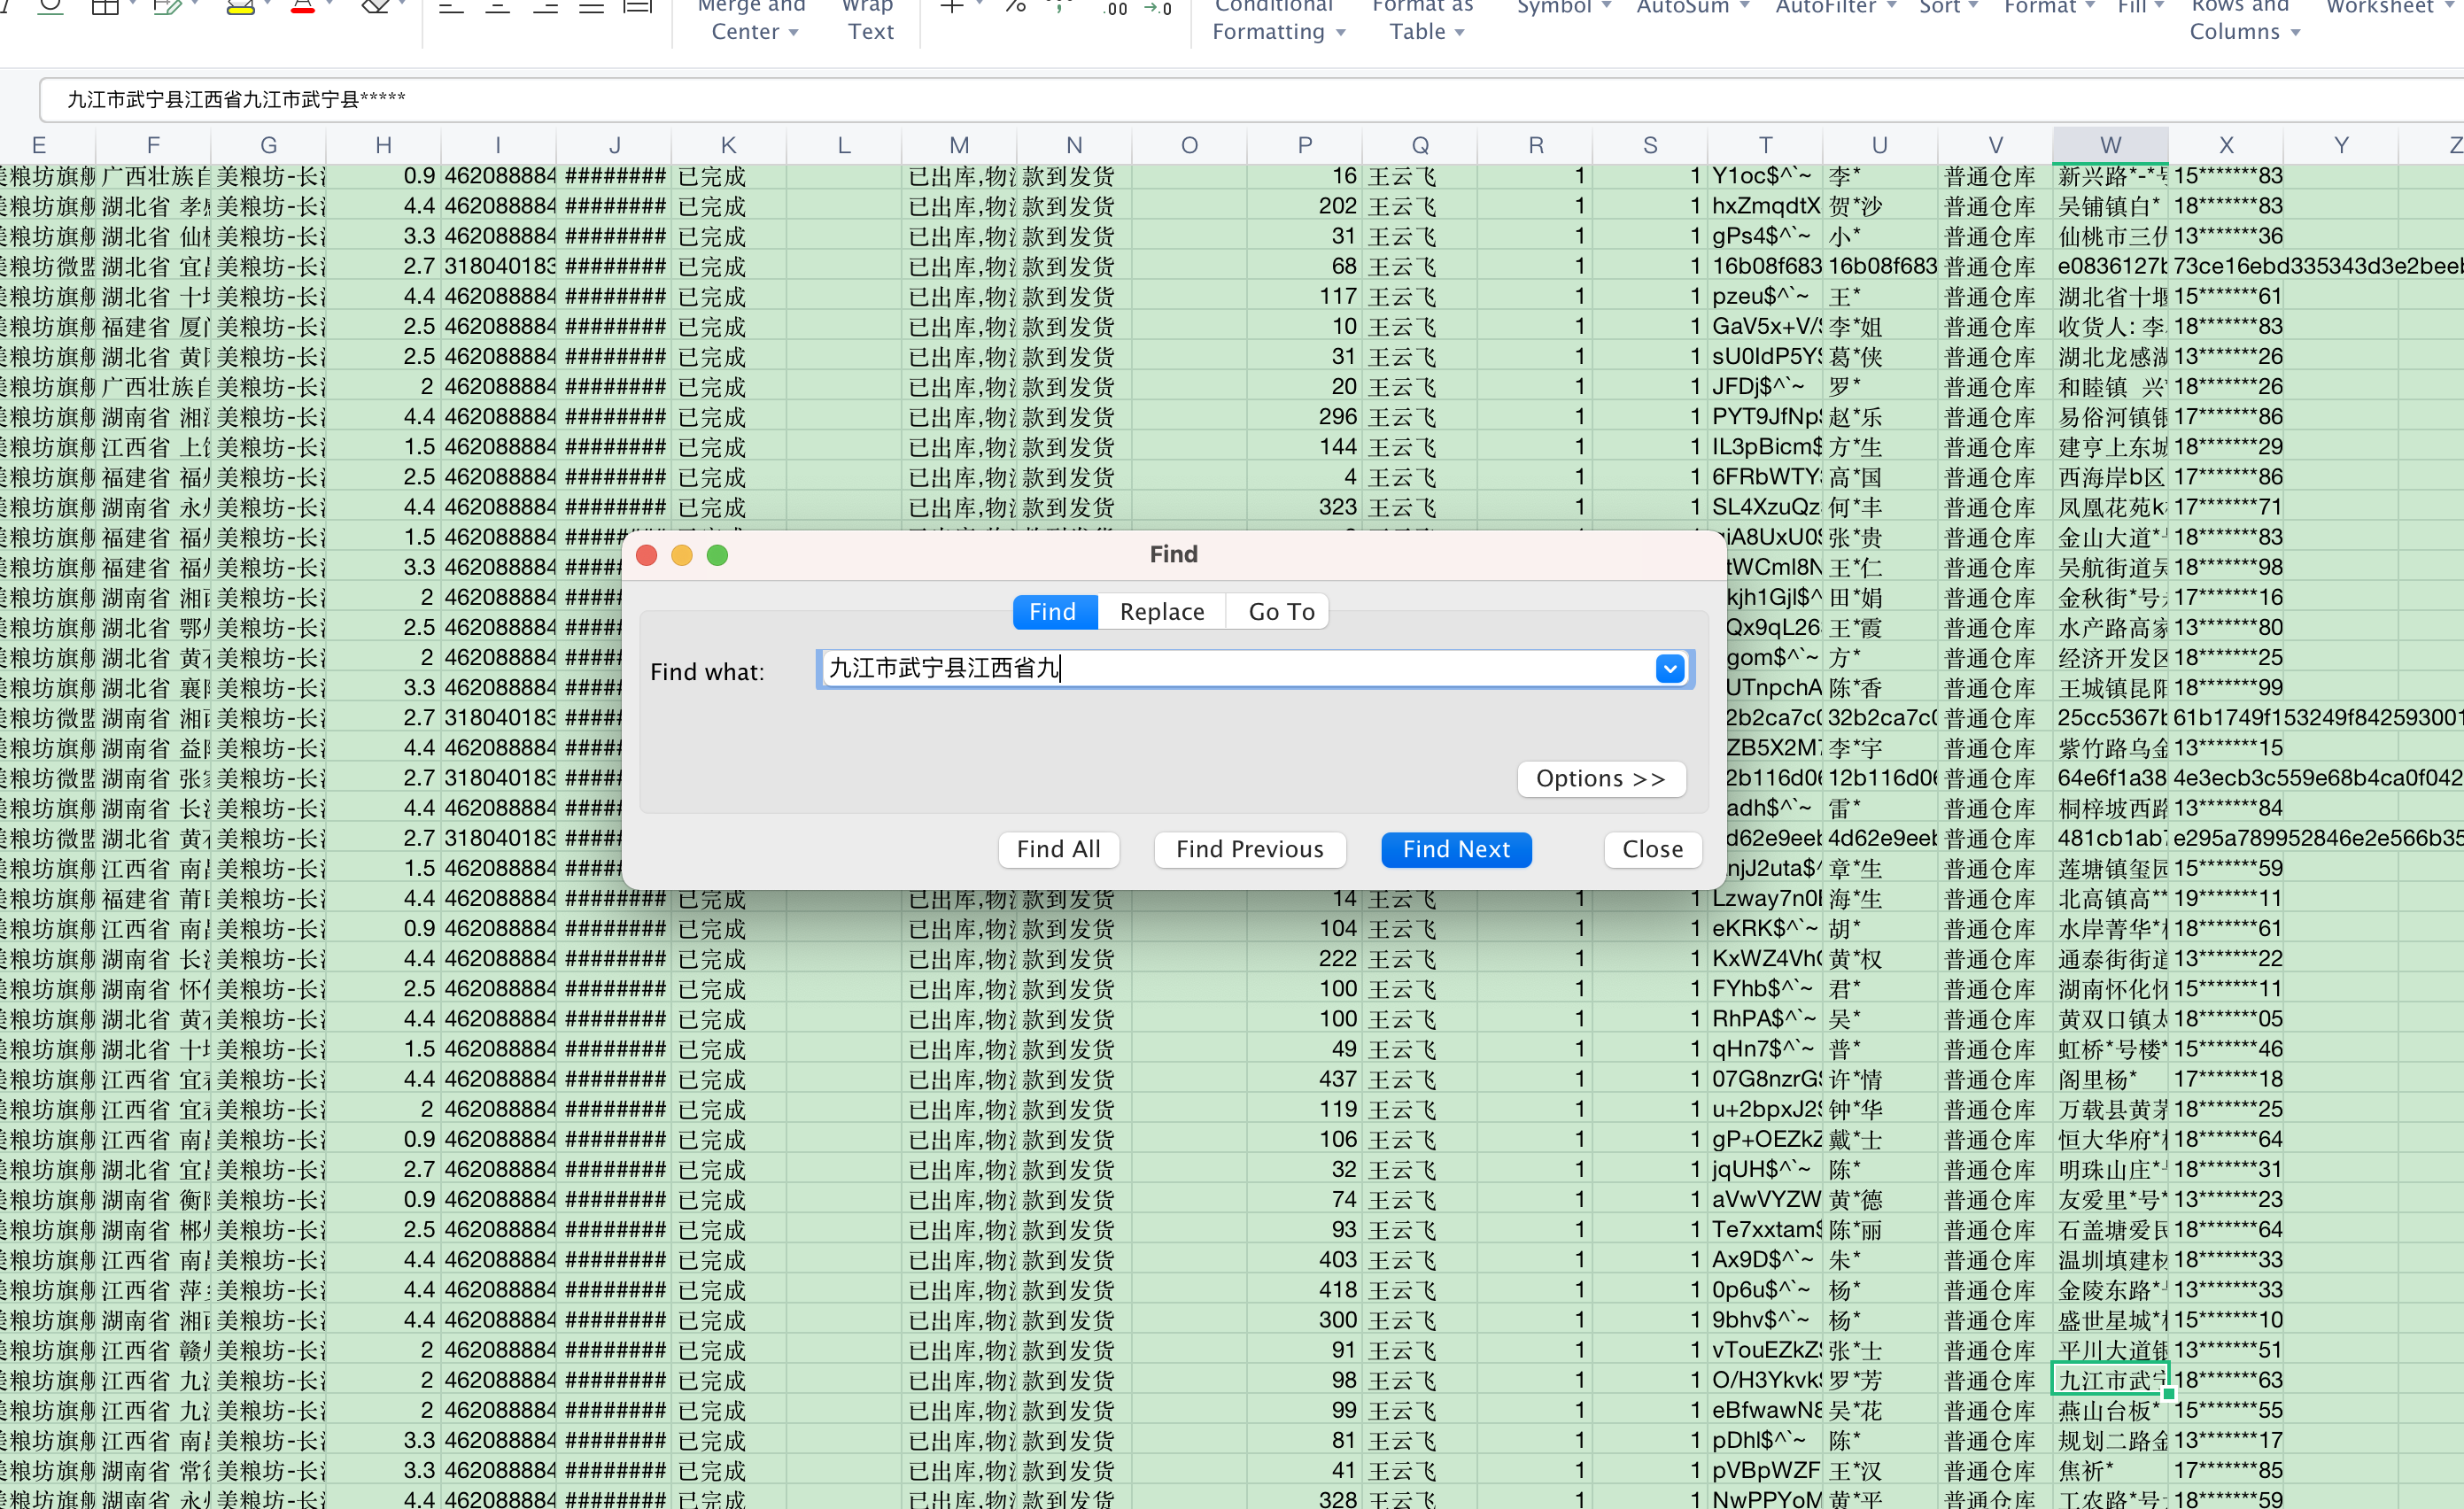 Merge and Wrap Conditional Format as Symbol AutoSum AutoFilter Sort Format Fill Rows and Worksheet
Center Text .00 .0 Formatting Table Columns
九江市武宁县江西省九江市武宁县*****
E F G H I J K L M N O P Q R S T U V W X Y Z
粮坊旗舰 广西壮族自 美粮坊-长 0.9 462088884 ######## 已完成 已出库,物 款到发货 16 王云飞 1 1 Y1oc$^`~ 李* 普通仓库 新兴路*-*号 15*******83
粮坊旗舰 湖北省 孝感 美粮坊-长 4.4 462088884 ######## 已完成 已出库,物 款到发货 202 王云飞 1 1 hxZmqdtX 贺*沙 普通仓库 吴铺镇白* 18*******83
粮坊旗舰 湖北省 仙桃 美粮坊-长 3.3 462088884 ######## 已完成 已出库,物 款到发货 31 王云飞 1 1 gPs4$^`~ 小* 普通仓库 仙桃市三伏 13*******36
粮坊微盟 湖北省 宜昌 美粮坊-长 2.7 318040183 ######## 已完成 已出库,物 款到发货 68 王云飞 1 1 16b08f683 16b08f683 普通仓库 e0836127b 73ce16ebd335343d3e2beeb
粮坊旗舰 湖北省 十堰 美粮坊-长 4.4 462088884 ######## 已完成 已出库,物 款到发货 117 王云飞 1 1 pzeu$^`~ 王* 普通仓库 湖北省十堰 15*******61
粮坊旗舰 福建省 厦门 美粮坊-长 2.5 462088884 ######## 已完成 已出库,物 款到发货 10 王云飞 1 1 GaV5x+V/S 李*姐 普通仓库 收货人: 李 18*******83
粮坊旗舰 湖北省 黄冈 美粮坊-长 2.5 462088884 ######## 已完成 已出库,物 款到发货 31 王云飞 1 1 sU0IdP5YS 葛*侠 普通仓库 湖北龙感湖 13*******26
粮坊旗舰 广西壮族自 美粮坊-长 2 462088884 ######## 已完成 已出库,物 款到发货 20 王云飞 1 1 JFDj$^`~ 罗* 普通仓库 和睦镇 兴* 18*******26
粮坊旗舰 湖南省 湘 美粮坊-长 4.4 462088884 ######## 已完成 已出库,物 款到发货 296 王云飞 1 1 PYT9JfNp$ 赵*乐 普通仓库 易俗河镇银 17*******86
粮坊旗舰 江西省 上饶 美粮坊-长 1.5 462088884 ######## 已完成 已出库,物 款到发货 144 王云飞 1 1 IL3pBicm$ 方*生 普通仓库 建亨上东城 18*******29
粮坊旗舰 福建省 福州 美粮坊-长 2.5 462088884 ######## 已完成 已出库,物 款到发货 4 王云飞 1 1 6FRbWTY 高*国 普通仓库 西海岸b区 17*******86
粮坊旗舰 湖南省 永州 美粮坊-长 4.4 462088884 ######## 已完成 已出库,物 款到发货 323 王云飞 1 1 SL4XzuQz 何*丰 普通仓库 凤凰花苑k 17*******71
粮坊旗舰 福建省 福州 美粮坊-长 1.5 462088884 ##### iA8UxU0S 张*贵 普通仓库 金山大道*号 18*******83
粮坊旗舰 福建省 福州 美粮坊-长 3.3 462088884 ##### tWCmI8N 王*仁 普通仓库 吴航街道吴 18*******98
粮坊旗舰 湖南省 湘西 美粮坊-长 2 462088884 ##### kjh1GjI$^ 田*娟 普通仓库 金秋街*号 17*******16
粮坊旗舰 湖北省 鄂州 美粮坊-长 2.5 462088884 ##### Qx9qL26 王*霞 普通仓库 水产路高家 13*******80
粮坊旗舰 湖北省 黄石 美粮坊-长 2 462088884 ##### gom$^`~ 方* 普通仓库 经济开发区 18*******25
粮坊旗舰 湖北省 襄阳 美粮坊-长 3.3 462088884 ##### UTnpchA 陈*香 普通仓库 王城镇昆阳 18*******99
粮坊微盟 湖南省 湘西 美粮坊-长 2.7 318040183 ##### 2b2ca7c0 32b2ca7c0 普通仓库 25cc5367b 61b1749f153249f842593001
粮坊旗舰 湖南省 益阳 美粮坊-长 4.4 462088884 ##### ZB5X2M 李*宇 普通仓库 紫竹路乌金 13*******15
粮坊微盟 湖南省 张家 美粮坊-长 2.7 318040183 ##### 2b116d06 12b116d06 普通仓库 64e6f1a38 4e3ecb3c559e68b4ca0f042
粮坊旗舰 湖南省 长沙 美粮坊-长 4.4 462088884 ##### adh$^`~ 雷* 普通仓库 桐梓坡西路 13*******84
粮坊微盟 湖北省 黄石 美粮坊-长 2.7 318040183 ##### d62e9eeb 4d62e9eeb 普通仓库 481cb1ab e295a789952846e2e566b35
粮坊旗舰 江西省 南昌 美粮坊-长 1.5 462088884 ##### njJ2uta$^ 章*生 普通仓库 莲塘镇玺园 15*******59
Find
Find Replace Go To
Find what: 九江市武宁县江西省九
Options >>
Find All Find Previous Find Next Close
粮坊旗舰 福建省 莆田 美粮坊-长 4.4 462088884 ######## 已完成 已出库,物 款到发货 14 王云飞 1 1 Lzway7n0 海*生 普通仓库 北高镇高** 19*******11
粮坊旗舰 江西省 南昌 美粮坊-长 0.9 462088884 ######## 已完成 已出库,物 款到发货 104 王云飞 1 1 eKRK$^`~ 胡* 普通仓库 水岸菁华* 18*******61
粮坊旗舰 湖南省 长沙 美粮坊-长 4.4 462088884 ######## 已完成 已出库,物 款到发货 222 王云飞 1 1 KxWZ4Vh 黄*权 普通仓库 通泰街街道 13*******22
粮坊旗舰 湖南省 怀化 美粮坊-长 2.5 462088884 ######## 已完成 已出库,物 款到发货 100 王云飞 1 1 FYhb$^`~ 君* 普通仓库 湖南怀化怀 15*******11
粮坊旗舰 湖北省 黄石 美粮坊-长 4.4 462088884 ######## 已完成 已出库,物 款到发货 100 王云飞 1 1 RhPA$^`~ 吴* 普通仓库 黄双口镇太 18*******05
粮坊旗舰 湖北省 十堰 美粮坊-长 1.5 462088884 ######## 已完成 已出库,物 款到发货 49 王云飞 1 1 qHn7$^`~ 普* 普通仓库 虹桥*号楼* 15*******46
粮坊旗舰 江西省 宜春 美粮坊-长 4.4 462088884 ######## 已完成 已出库,物 款到发货 437 王云飞 1 1 07G8nzrG$ 许*情 普通仓库 阁里杨* 17*******18
粮坊旗舰 江西省 宜春 美粮坊-长 2 462088884 ######## 已完成 已出库,物 款到发货 119 王云飞 1 1 u+2bpxJ2$ 钟*华 普通仓库 万载县黄茅 18*******25
粮坊旗舰 江西省 南昌 美粮坊-长 0.9 462088884 ######## 已完成 已出库,物 款到发货 106 王云飞 1 1 gP+OEZkZ 戴*士 普通仓库 恒大华府* 18*******64
粮坊旗舰 湖北省 宜昌 美粮坊-长 2.7 462088884 ######## 已完成 已出库,物 款到发货 32 王云飞 1 1 jqUH$^`~ 陈* 普通仓库 明珠山庄* 18*******31
粮坊旗舰 湖南省 衡阳 美粮坊-长 0.9 462088884 ######## 已完成 已出库,物 款到发货 74 王云飞 1 1 aVwVYZW 黄*德 普通仓库 友爱里*号* 13*******23
粮坊旗舰 湖南省 郴州 美粮坊-长 2.5 462088884 ######## 已完成 已出库,物 款到发货 93 王云飞 1 1 Te7xxtam$ 陈*丽 普通仓库 石盖塘爱民 18*******64
粮坊旗舰 江西省 南昌 美粮坊-长 4.4 462088884 ######## 已完成 已出库,物 款到发货 403 王云飞 1 1 Ax9D$^`~ 朱* 普通仓库 温圳填建材 18*******33
粮坊旗舰 江西省 萍乡 美粮坊-长 4.4 462088884 ######## 已完成 已出库,物 款到发货 418 王云飞 1 1 0p6u$^`~ 杨* 普通仓库 金陵东路* 13*******33
粮坊旗舰 湖南省 湘西 美粮坊-长 4.4 462088884 ######## 已完成 已出库,物 款到发货 300 王云飞 1 1 9bhv$^`~ 杨* 普通仓库 盛世星城* 15*******10
粮坊旗舰 江西省 赣州 美粮坊-长 2 462088884 ######## 已完成 已出库,物 款到发货 91 王云飞 1 1 vTouEZkZ 张*士 普通仓库 平川大道银 13*******51
粮坊旗舰 江西省 九江 美粮坊-长 2 462088884 ######## 已完成 已出库,物 款到发货 98 王云飞 1 1 O/H3Ykvk 罗*芳 普通仓库 九江市武宁 18*******63
粮坊旗舰 江西省 九江 美粮坊-长 2 462088884 ######## 已完成 已出库,物 款到发货 99 王云飞 1 1 eBfwawN8 吴*花 普通仓库 燕山台板* 15*******55
粮坊旗舰 江西省 南昌 美粮坊-长 3.3 462088884 ######## 已完成 已出库,物 款到发货 81 王云飞 1 1 pDhl$^`~ 陈* 普通仓库 规划二路金 13*******17
粮坊旗舰 湖南省 常德 美粮坊-长 3.3 462088884 ######## 已完成 已出库,物 款到发货 41 王云飞 1 1 pVBpWZF 王*汉 普通仓库 焦祈* 17*******85
粮坊旗舰 湖南省 永州 美粮坊-长 4.4 462088884 ######## 已完成 已出库,物 款到发货 328 王云飞 1 1 NwPPYoM 黄*平 普通仓库 工农路*号 18*******59